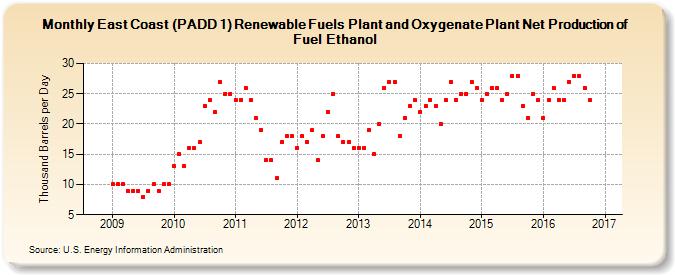 Monthly East Coast (PADD 1) Renewable Fuels Plant and Oxygenate Plant Net Production of
Fuel Ethanol
Thousand Barrels per Day
30
25
20
15
10
5
2009 2010 2011 2012 2013 2014 2015 2016 2017
Source: U.S. Energy Information Administration